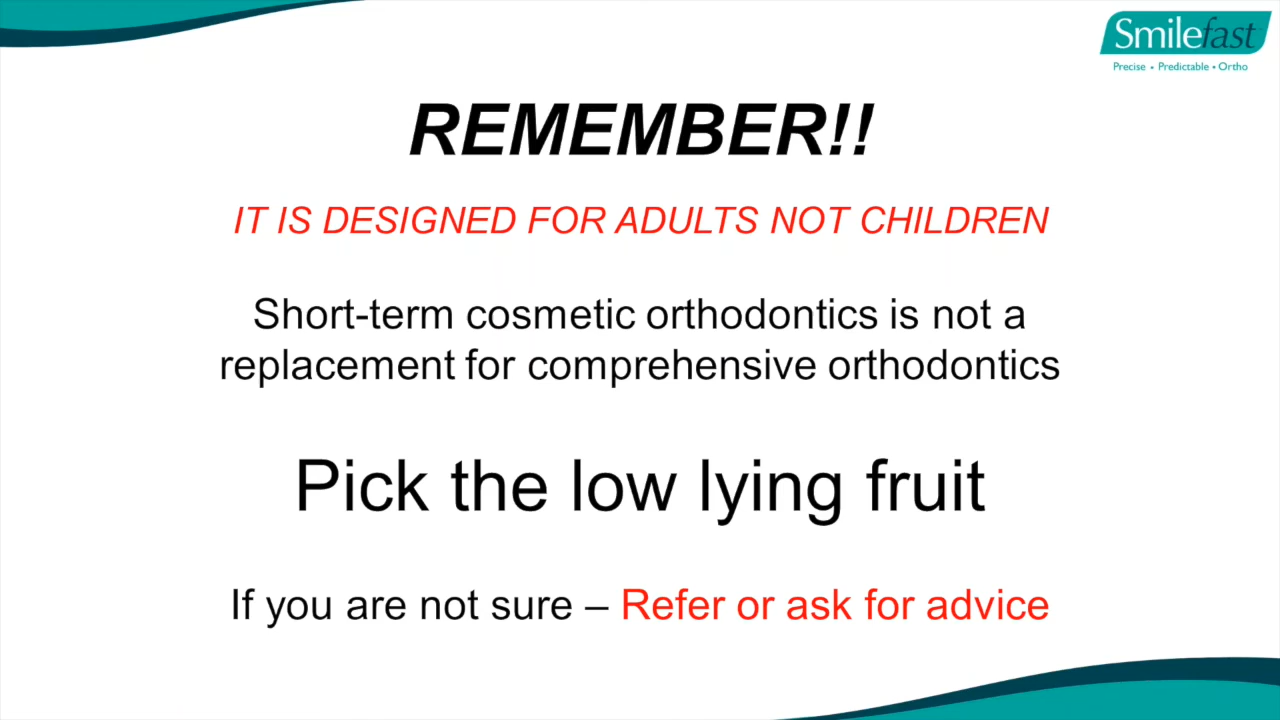 Smilefast
Precise • Predictable • Ortho
REMEMBER!!
IT IS DESIGNED FOR ADULTS NOT CHILDREN
Short-term cosmetic orthodontics is not a
replacement for comprehensive orthodontics
Pick the low lying fruit
If you are not sure – Refer or ask for advice